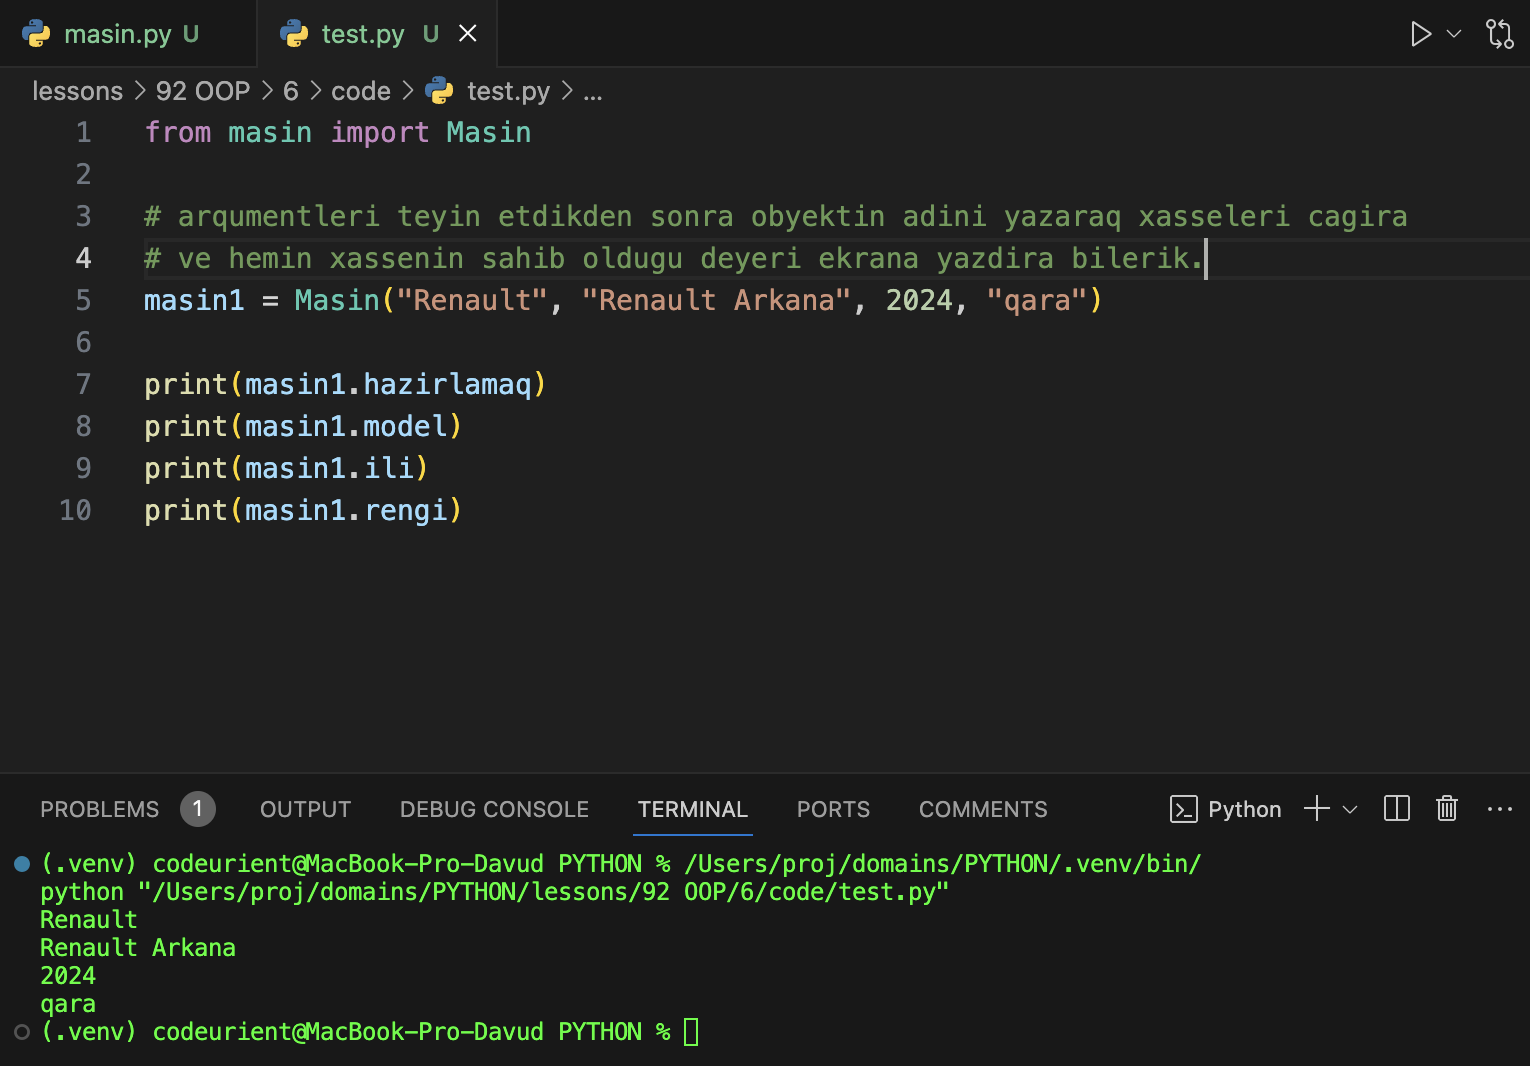 masin.py U test.py U
lessons > 92 OOP > 6 > code > test.py > ...
1 from masin import Masin
2
3 # arqumentleri teyin etdikden sonra obyektin adini yazaraq xasseleri cagira
4 # ve hemin xassenin sahib oldugu deyeri ekrana yazdira bilerik.
5 masin1 = Masin("Renault", "Renault Arkana", 2024, "qara")
6
7 print(masin1.hazirlamaq)
8 print(masin1.model)
9 print(masin1.ili)
10 print(masin1.rengi)
PROBLEMS 1 OUTPUT DEBUG CONSOLE TERMINAL PORTS COMMENTS Python
(.venv) codeurient@MacBook-Pro-Davud PYTHON % /Users/proj/domains/PYTHON/.venv/bin/
python "/Users/proj/domains/PYTHON/lessons/92 OOP/6/code/test.py"
Renault
Renault Arkana
2024
qara
(.venv) codeurient@MacBook-Pro-Davud PYTHON %